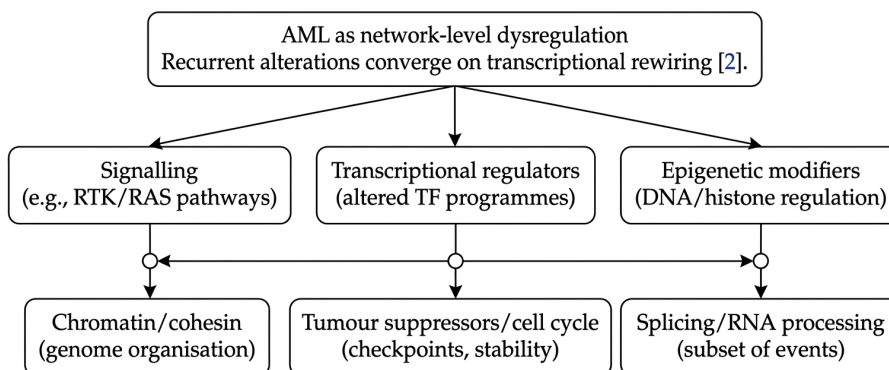 AML as network-level dysregulation
Recurrent alterations converge on transcriptional rewiring [2].
Signalling
(e.g., RTK/RAS pathways)
Transcriptional regulators
(altered TF programmes)
Epigenetic modifiers
(DNA/histone regulation)
Chromatin/cohesin
(genome organisation)
Tumour suppressors/cell cycle
(checkpoints, stability)
Splicing/RNA processing
(subset of events)